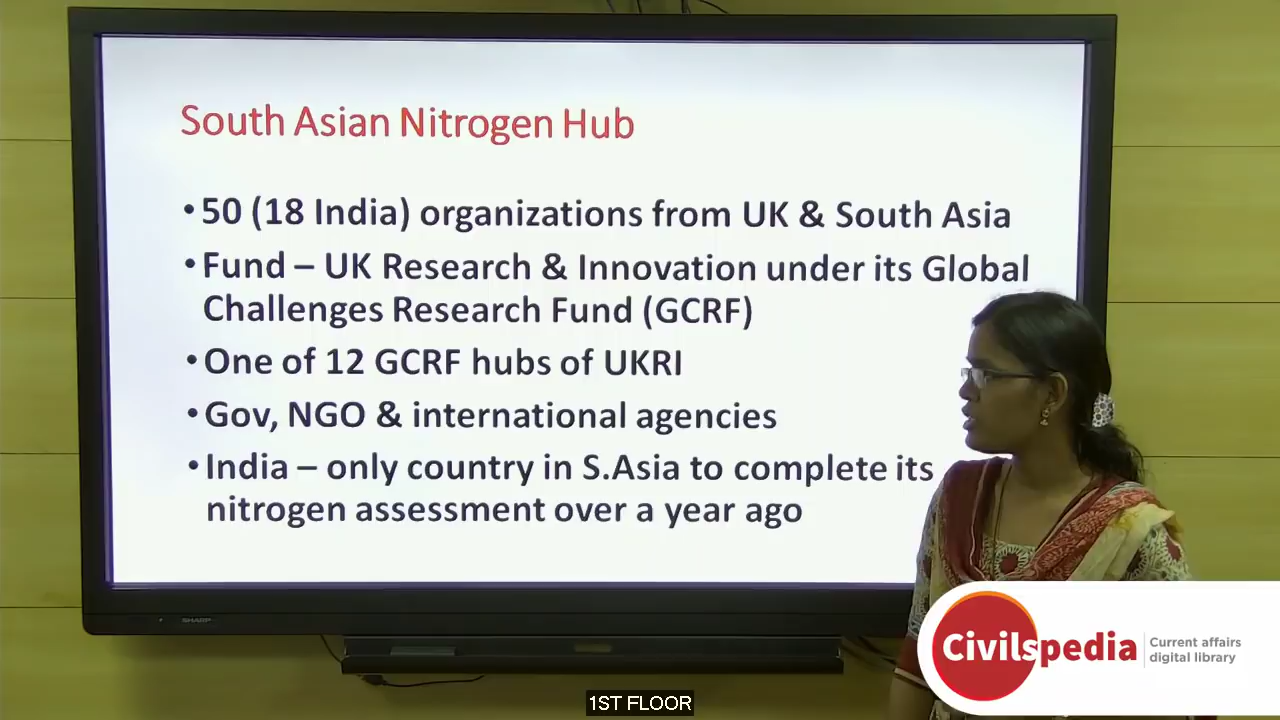 South Asian Nitrogen Hub
• 50 (18 India) organizations from UK & South Asia
• Fund – UK Research & Innovation under its Global
Challenges Research Fund (GCRF)
• One of 12 GCRF hubs of UKRI
• Gov, NGO & international agencies
• India – only country in S.Asia to complete its
nitrogen assessment over a year ago
SHARP
Civilspedia
Current affairs
digital library
1ST FLOOR